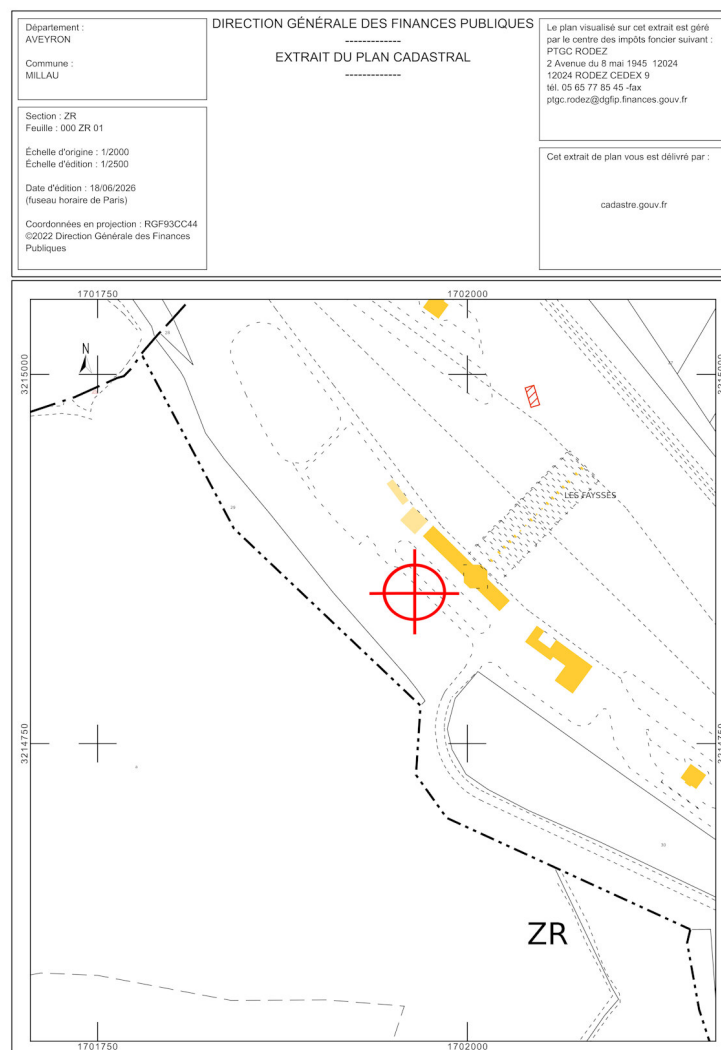 Département :
AVEYRON
Commune :
MILLAU
Section : ZR
Feuille : 000 ZR 01
Échelle d'origine : 1/2000
Échelle d'édition : 1/2500
Date d'édition : 18/06/2026
(fuseau horaire de Paris)
Coordonnées en projection : RGF93CC44
©2022 Direction Générale des Finances
Publiques
DIRECTION GÉNÉRALE DES FINANCES PUBLIQUES
-------------
EXTRAIT DU PLAN CADASTRAL
-------------
Le plan visualisé sur cet extrait est géré
par le centre des impôts foncier suivant :
PTGC RODEZ
2 Avenue du 8 mai 1945 12024
12024 RODEZ CEDEX 9
tél. 05 65 77 85 45 -fax
ptgc.rodez@dgfip.finances.gouv.fr
Cet extrait de plan vous est délivré par :
cadastre.gouv.fr
1701750
1702000
N
3215000
3215000
LES FAYSSES
3214750
3214750
ZR
1701750
1702000